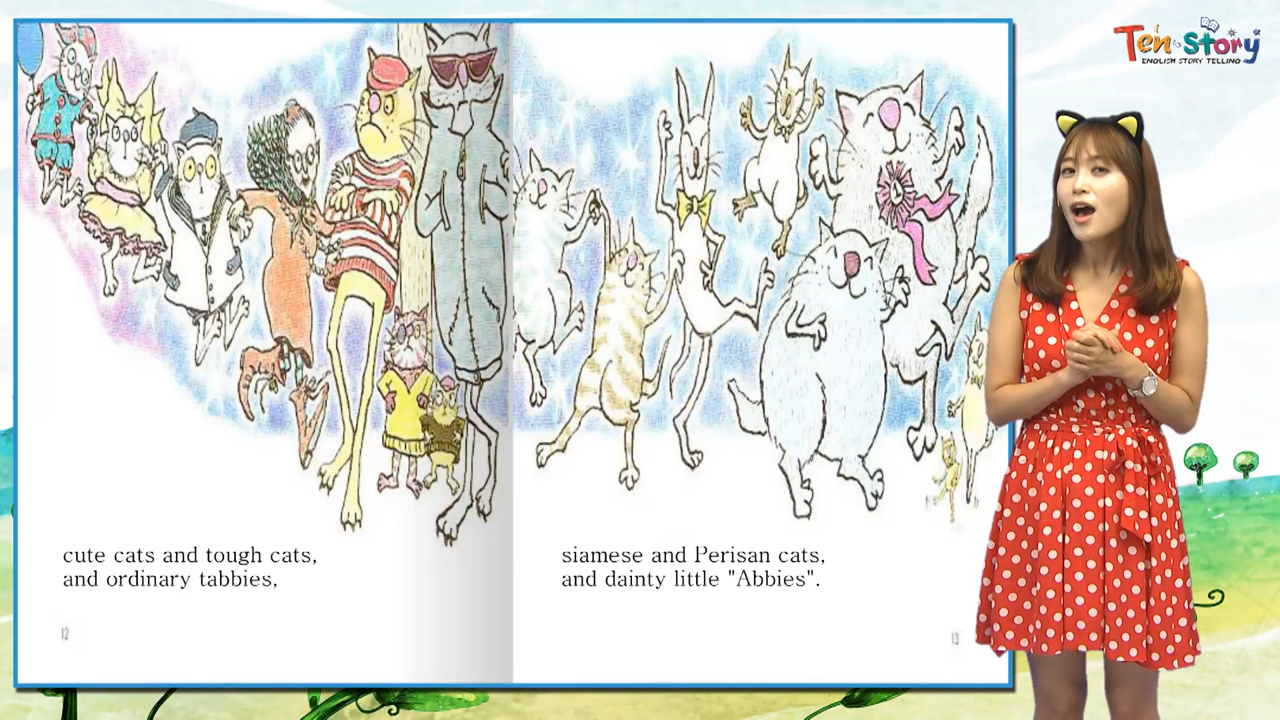 Ten Story
ENGLISH STORY TELLING
cute cats and tough cats,
and ordinary tabbies,
siamese and Perisan cats,
and dainty little "Abbies".
12
13